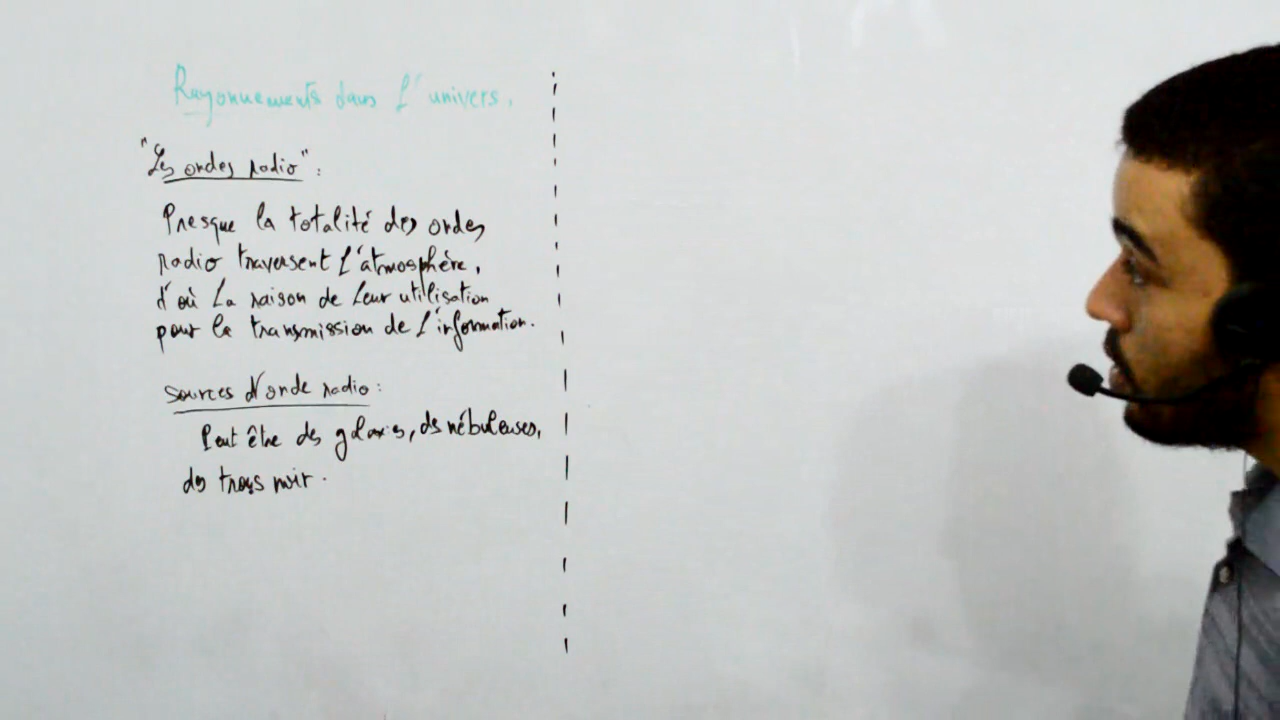 Rayonnements dans l'univers.
"Les ondes radio" :
Presque la totalité des ondes
radio traversent l'atmosphère,
d'où la raison de leur utilisation
pour la transmission de l'information.
sources d'onde radio :
Peut être des galaxies, des nébuleuses,
des trous noir.